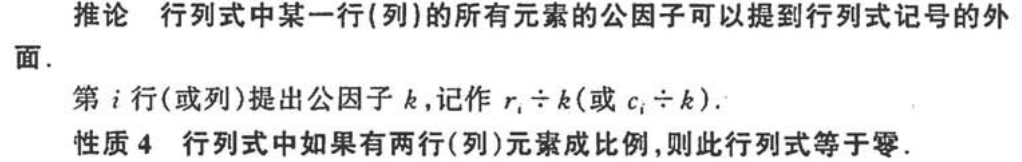 推论 行列式中某一行(列)的所有元素的公因子可以提到行列式记号的外
面.
第 i 行(或列)提出公因子 k,记作 rᵢ÷k(或 cᵢ÷k).
性质 4 行列式中如果有两行(列)元素成比例,则此行列式等于零.